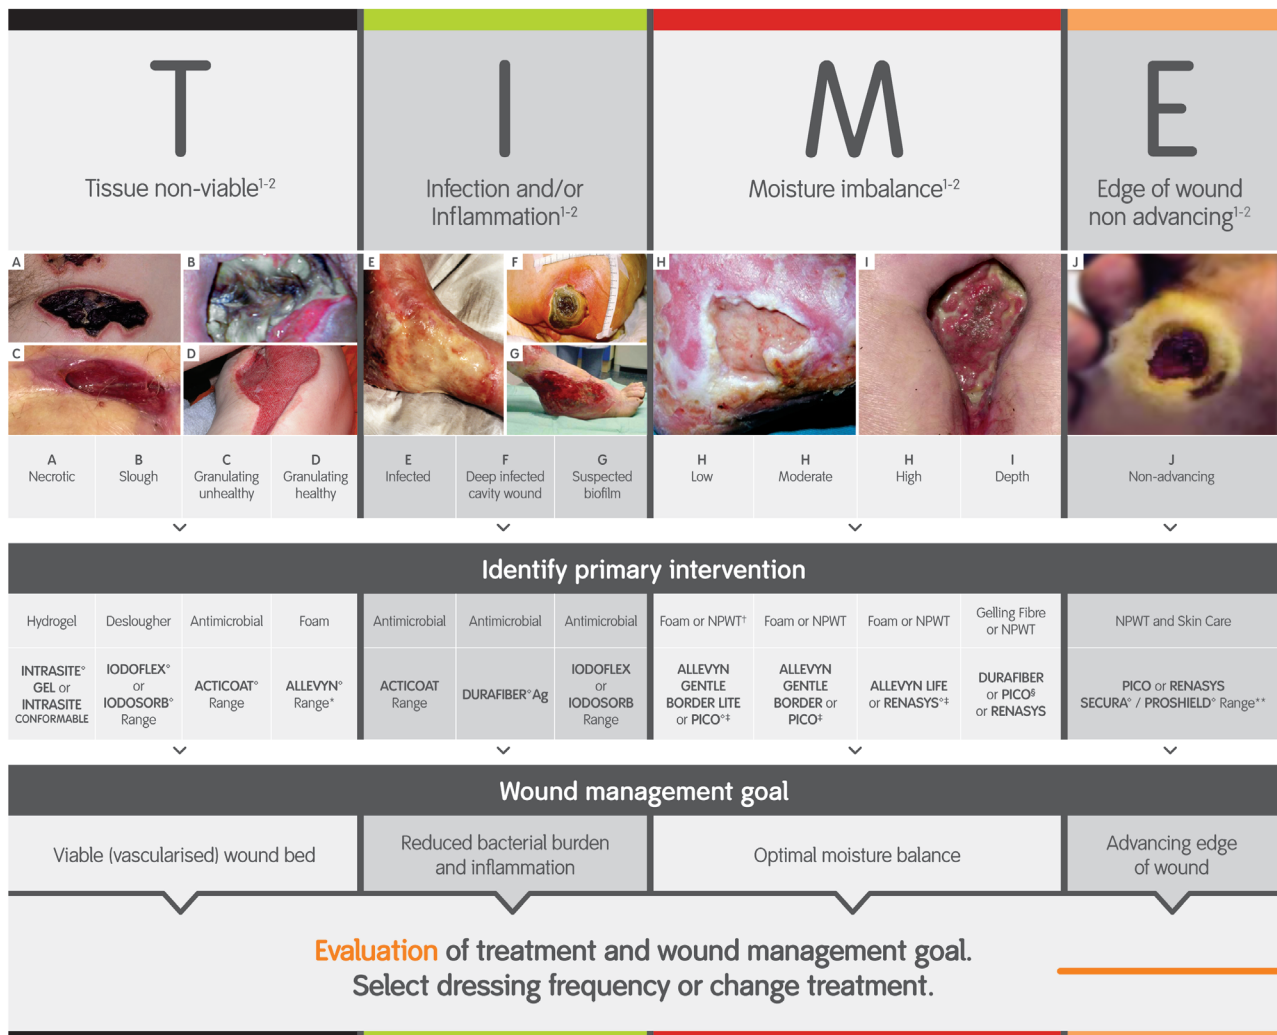 T
Tissue non-viable1-2
I
Infection and/or
Inflammation1-2
M
Moisture imbalance1-2
E
Edge of wound
non advancing1-2
A
B
C
D
E
F
G
H
I
J
A
Necrotic
B
Slough
C
Granulating
unhealthy
D
Granulating
healthy
E
Infected
F
Deep infected
cavity wound
G
Suspected
biofilm
H
Low
H
Moderate
H
High
I
Depth
J
Non-advancing
Identify primary intervention
Hydrogel
Deslougher
Antimicrobial
Foam
Antimicrobial
Antimicrobial
Antimicrobial
Foam or NPWT†
Foam or NPWT
Foam or NPWT
Gelling Fibre
or NPWT
NPWT and Skin Care
INTRASITE°
GEL or
INTRASITE
CONFORMABLE
IODOFLEX°
or
IODOSORB°
Range
ACTICOAT°
Range
ALLEVYN°
Range*
ACTICOAT
Range
DURAFIBER°Ag
IODOFLEX
or
IODOSORB
Range
ALLEVYN
GENTLE
BORDER LITE
or PICO°‡
ALLEVYN
GENTLE
BORDER or
PICO‡
ALLEVYN LIFE
or RENASYS°‡
DURAFIBER
or PICO§
or RENASYS
PICO or RENASYS
SECURA° / PROSHIELD° Range**
Wound management goal
Viable (vascularised) wound bed
Reduced bacterial burden
and inflammation
Optimal moisture balance
Advancing edge
of wound
Evaluation of treatment and wound management goal.
Select dressing frequency or change treatment.